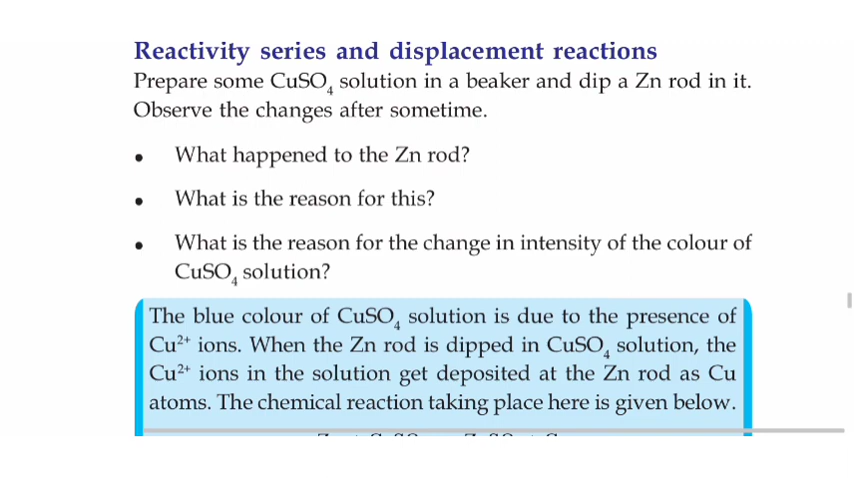 Reactivity series and displacement reactions
Prepare some CuSO₄ solution in a beaker and dip a Zn rod in it.
Observe the changes after sometime.
• What happened to the Zn rod?
• What is the reason for this?
• What is the reason for the change in intensity of the colour of
CuSO₄ solution?
The blue colour of CuSO₄ solution is due to the presence of
Cu²⁺ ions. When the Zn rod is dipped in CuSO₄ solution, the
Cu²⁺ ions in the solution get deposited at the Zn rod as Cu
atoms. The chemical reaction taking place here is given below.